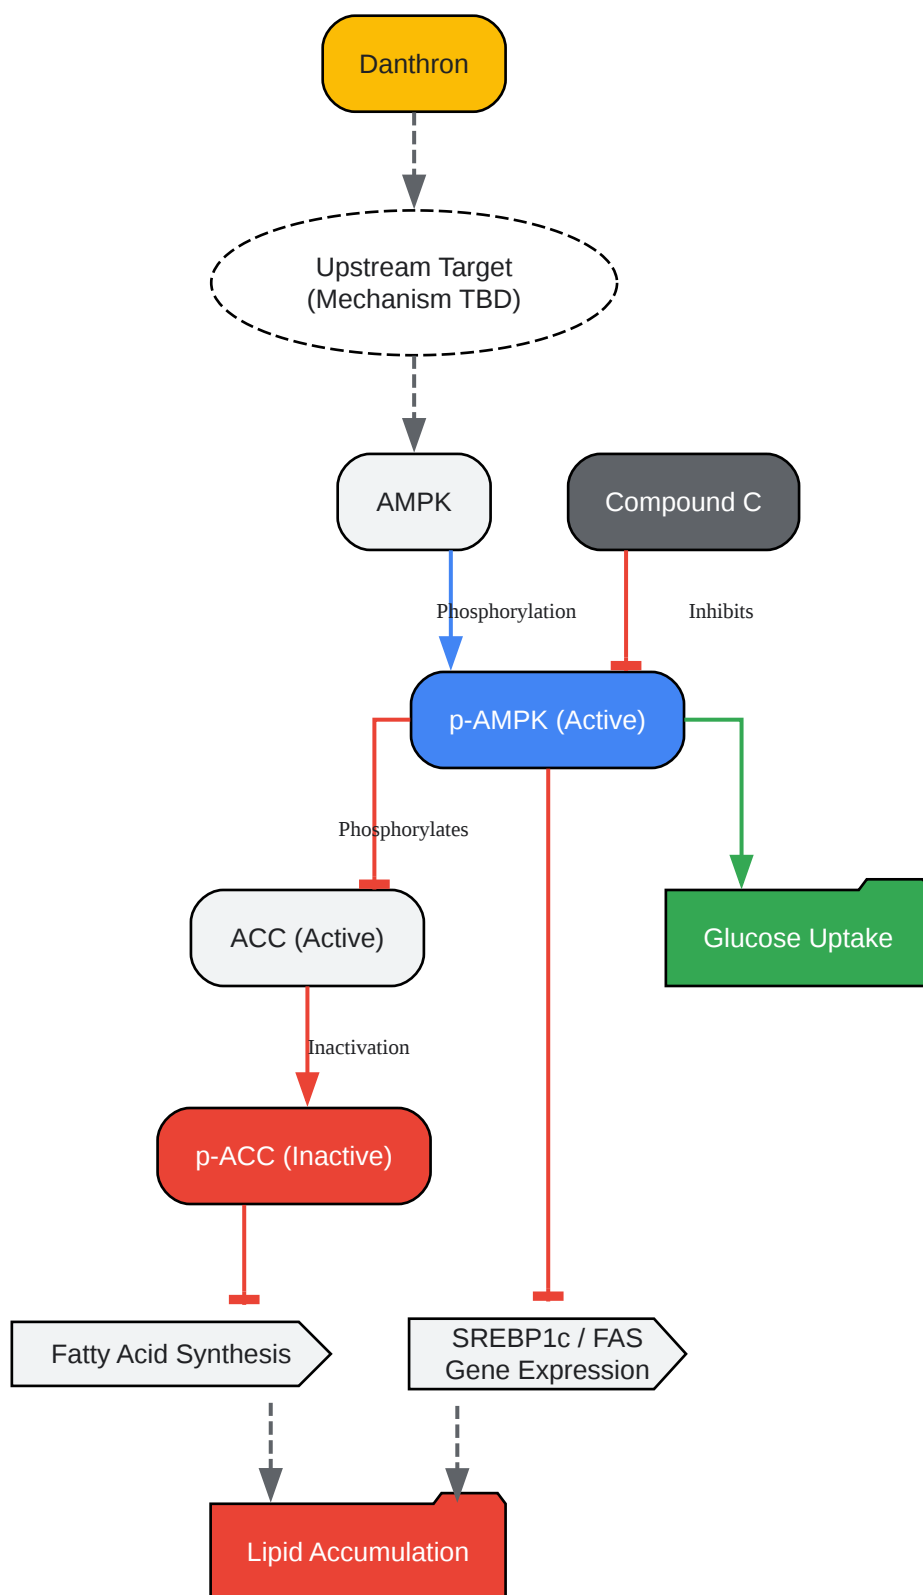 Danthron
Upstream Target
(Mechanism TBD)
AMPK
Compound C
Phosphorylation
Inhibits
p-AMPK (Active)
Phosphorylates
ACC (Active)
Glucose Uptake
Inactivation
p-ACC (Inactive)
Fatty Acid Synthesis
SREBP1c / FAS
Gene Expression
Lipid Accumulation